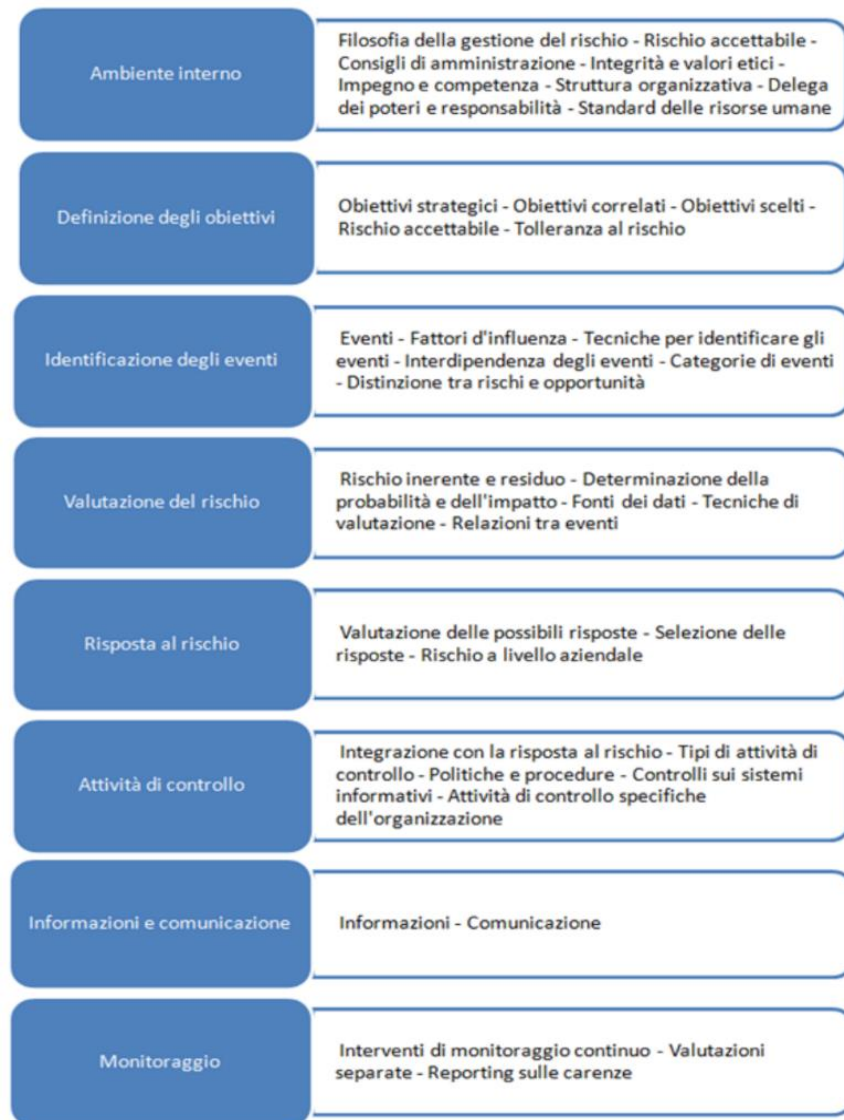 Ambiente interno
Filosofia della gestione del rischio - Rischio accettabile -
Consigli di amministrazione - Integrità e valori etici -
Impegno e competenza - Struttura organizzativa - Delega
dei poteri e responsabilità - Standard delle risorse umane
Definizione degli obiettivi
Obiettivi strategici - Obiettivi correlati - Obiettivi scelti -
Rischio accettabile - Tolleranza al rischio
Identificazione degli eventi
Eventi - Fattori d'influenza - Tecniche per identificare gli
eventi - Interdipendenza degli eventi - Categorie di eventi
- Distinzione tra rischi e opportunità
Valutazione del rischio
Rischio inerente e residuo - Determinazione della
probabilità e dell'impatto - Fonti dei dati - Tecniche di
valutazione - Relazioni tra eventi
Risposta al rischio
Valutazione delle possibili risposte - Selezione delle
risposte - Rischio a livello aziendale
Attività di controllo
Integrazione con la risposta al rischio - Tipi di attività di
controllo - Politiche e procedure - Controlli sui sistemi
informativi - Attività di controllo specifiche
dell'organizzazione
Informazioni e comunicazione
Informazioni - Comunicazione
Monitoraggio
Interventi di monitoraggio continuo - Valutazioni
separate - Reporting sulle carenze